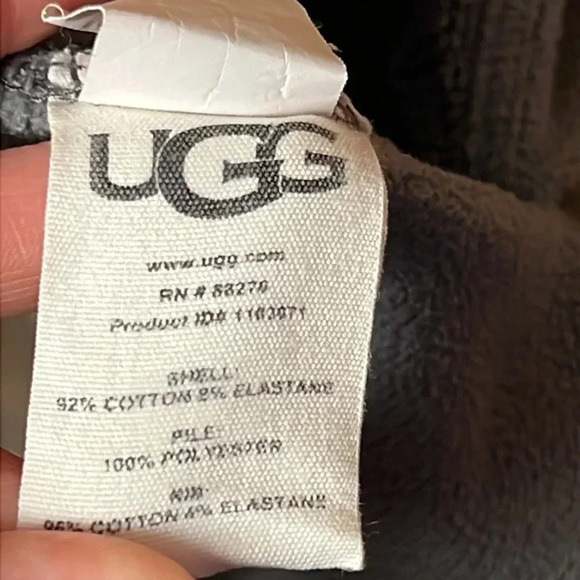 UGG
www.ugg.com
RN # 88276
Product ID# 1103071
SHELL:
92% COTTON 8% ELASTANE
PILE:
100% POLYESTER
RIB:
96% COTTON 4% ELASTANE